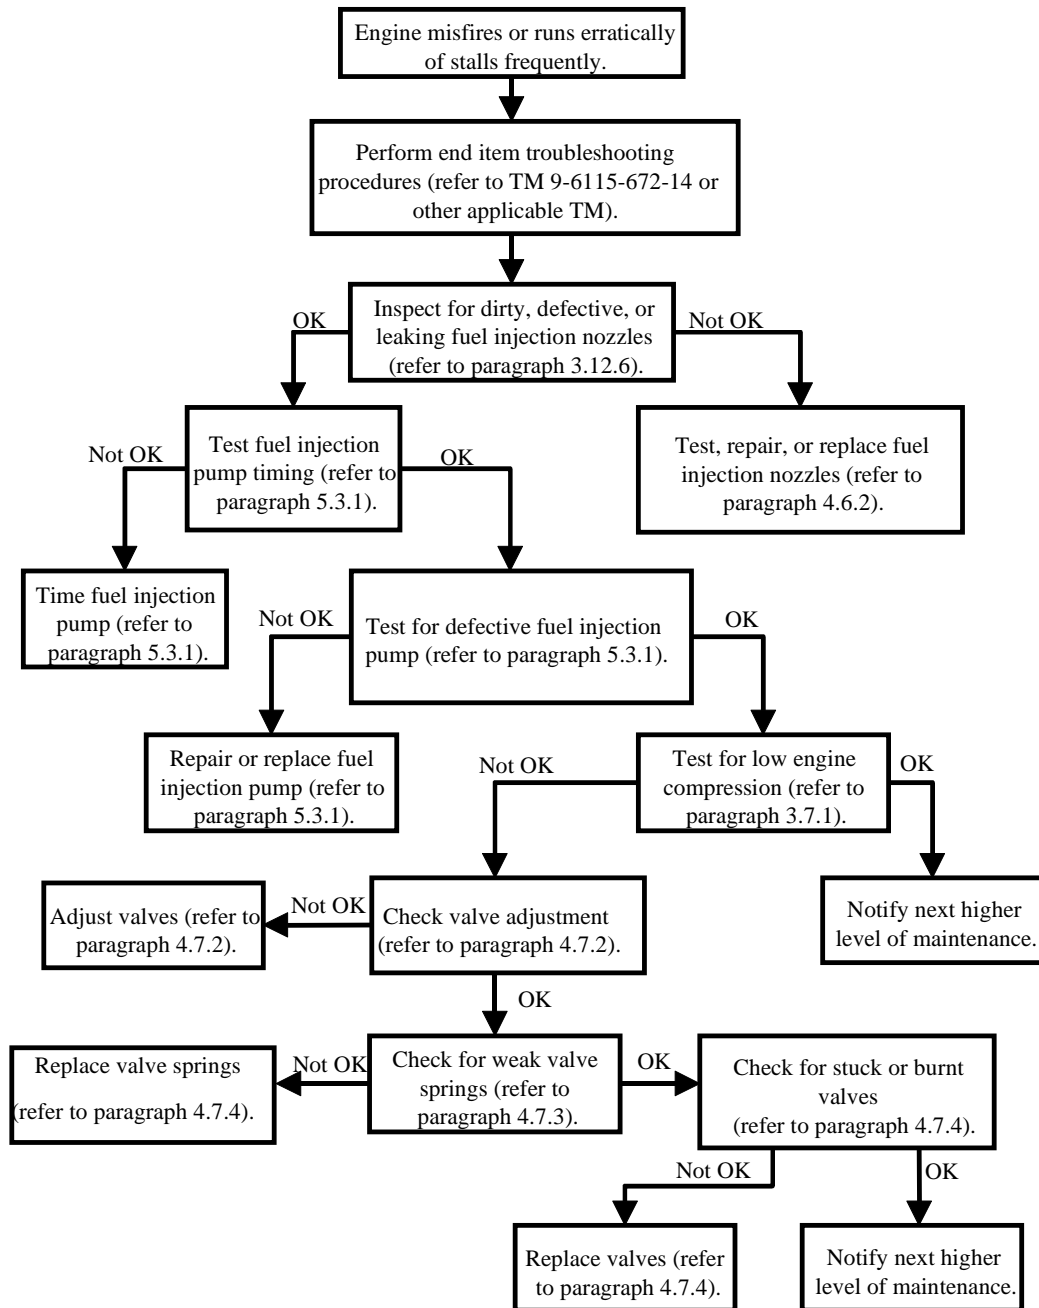 Engine misfires or runs erratically
of stalls frequently.
Perform end item troubleshooting
procedures (refer to TM 9-6115-672-14 or
other applicable TM).
Inspect for dirty, defective, or
leaking fuel injection nozzles
(refer to paragraph 3.12.6).
OK
Not OK
Test fuel injection
pump timing (refer to
paragraph 5.3.1).
Not OK
OK
Test, repair, or replace fuel
injection nozzles (refer to
paragraph 4.6.2).
Time fuel injection
pump (refer to
paragraph 5.3.1).
Not OK
Test for defective fuel injection
pump (refer to paragraph 5.3.1).
OK
Repair or replace fuel
injection pump (refer to
paragraph 5.3.1).
Not OK
Test for low engine
compression (refer to
paragraph 3.7.1).
OK
Adjust valves (refer to
paragraph 4.7.2).
Not OK
Check valve adjustment
(refer to paragraph 4.7.2).
Notify next higher
level of maintenance.
OK
Replace valve springs
(refer to paragraph 4.7.4).
Not OK
Check for weak valve
springs (refer to
paragraph 4.7.3).
OK
Check for stuck or burnt
valves
(refer to paragraph 4.7.4).
Not OK
OK
Replace valves (refer
to paragraph 4.7.4).
Notify next higher
level of maintenance.